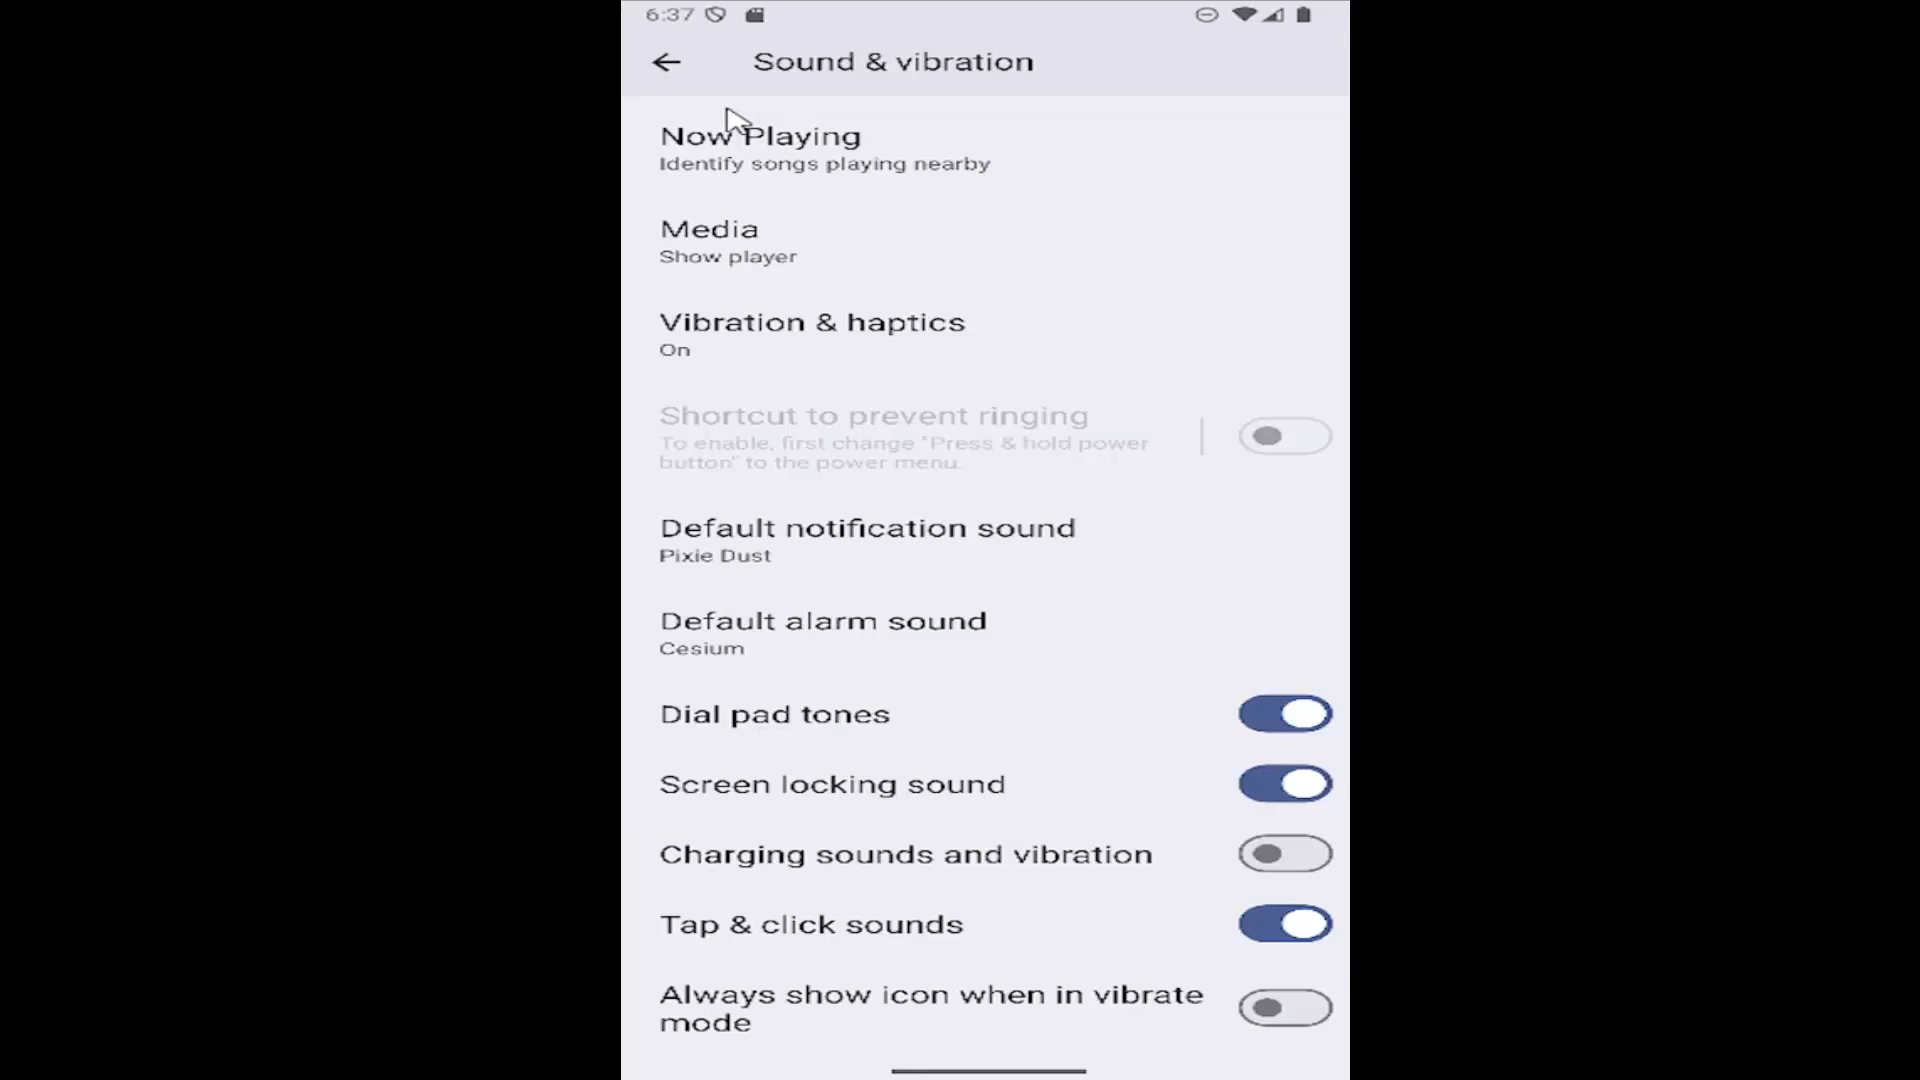 6:37
Sound & vibration
Now Playing
Identify songs playing nearby
Media
Show player
Vibration & haptics
On
Shortcut to prevent ringing
To enable, first change "Press & hold power
button" to the power menu.
Default notification sound
Pixie Dust
Default alarm sound
Cesium
Dial pad tones
Screen locking sound
Charging sounds and vibration
Tap & click sounds
Always show icon when in vibrate
mode